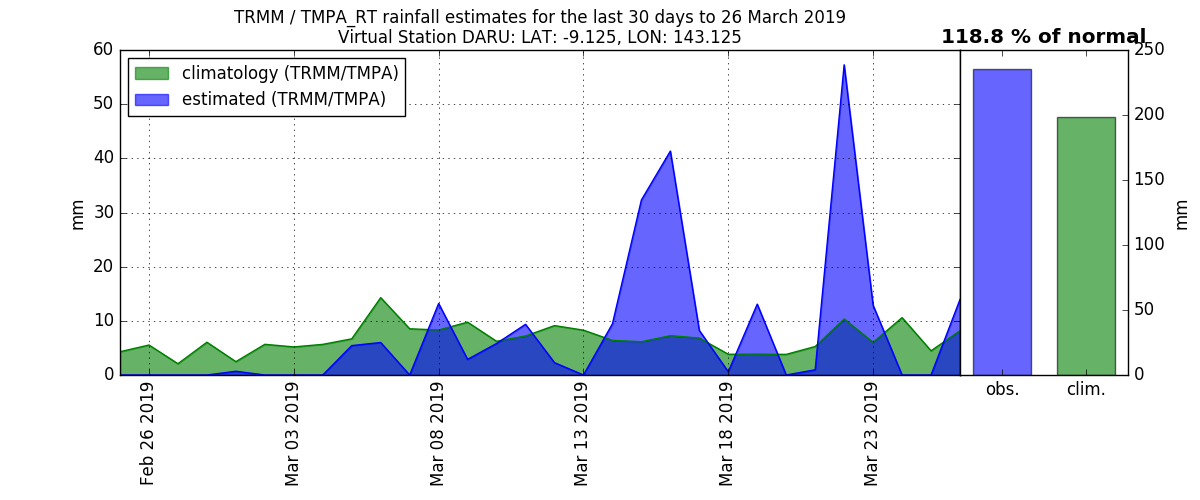 TRMM / TMPA_RT rainfall estimates for the last 30 days to 26 March 2019
Virtual Station DARU: LAT: -9.125, LON: 143.125
118.8 % of normal
climatology (TRMM/TMPA)
estimated (TRMM/TMPA)
60
50
40
30
20
10
0
mm
250
200
150
100
50
0
mm
Feb 26 2019
Mar 03 2019
Mar 08 2019
Mar 13 2019
Mar 18 2019
Mar 23 2019
obs.
clim.